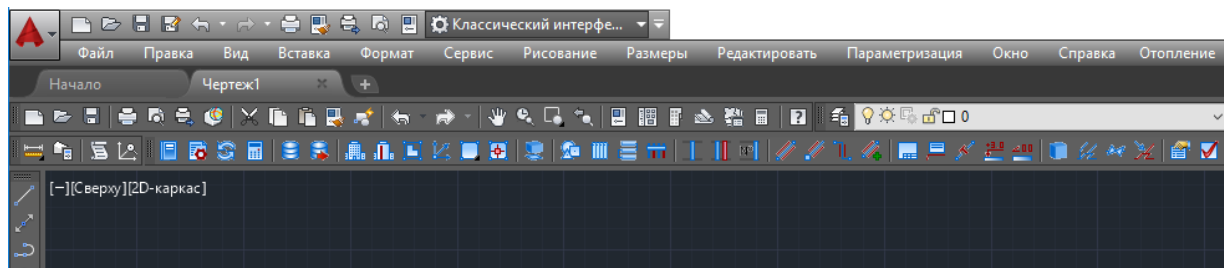 Классический интерфе...
Файл Правка Вид Вставка Формат Сервис Рисование Размеры Редактировать Параметризация Окно Справка Отопление
Начало Чертеж1
0
[−][Сверху][2D-каркас]